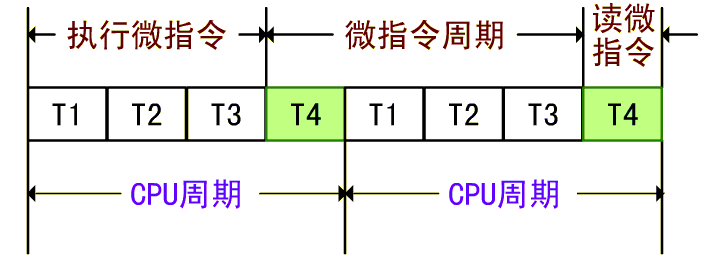 执行微指令 微指令周期 读微指令
T1 T2 T3 T4 T1 T2 T3 T4
CPU周期 CPU周期